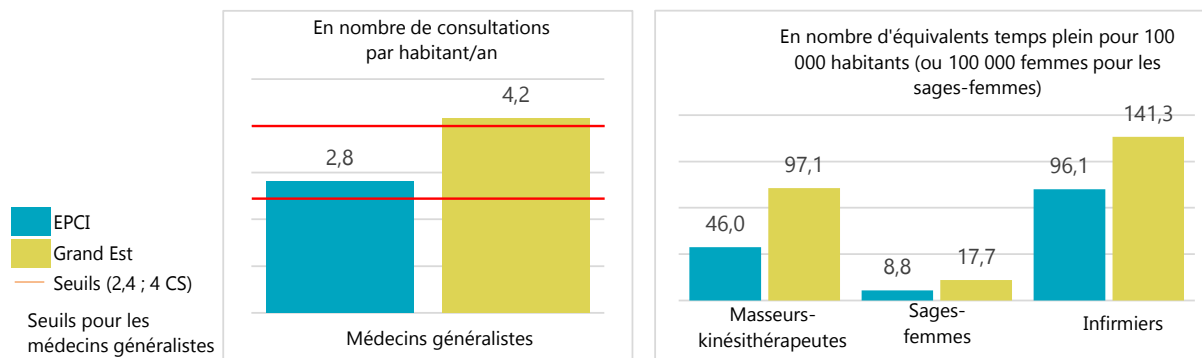 En nombre de consultations
par habitant/an
4,2
2,8
EPCI
Grand Est
Seuils (2,4 ; 4 CS)
Seuils pour les
médecins généralistes
Médecins généralistes
En nombre d'équivalents temps plein pour 100
000 habitants (ou 100 000 femmes pour les
sages-femmes)
141,3
97,1
96,1
46,0
17,7
8,8
Masseurs-
kinésithérapeutes
Sages-
femmes
Infirmiers